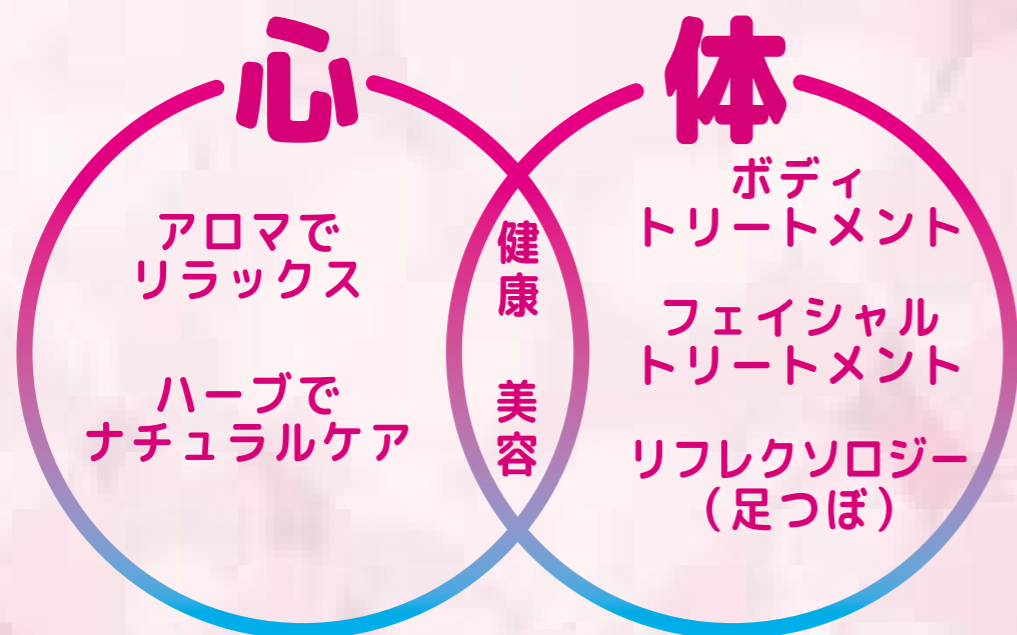 心
アロマで
リラックス
ハーブで
ナチュラルケア
健康
美容
体
ボディ
トリートメント
フェイシャル
トリートメント
リフレクソロジー
（足つぼ）